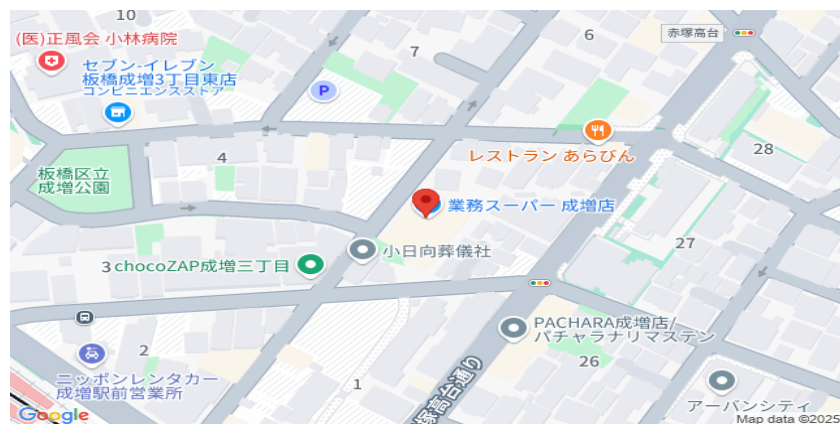 10
(医)正風会 小林病院
6
赤塚高台
7
セブン-イレブン
板橋成増3丁目東店
コンビニエンスストア
P
レストラン あらびん
28
4
板橋区立
成増公園
業務スーパー 成増店
小日向葬儀社
27
3
chocoZAP成増三丁目
PACHARA成増店/
パチャラナリマステン
2
26
ニッポンレンタカー
成増駅前営業所
1
塚高台通り
アーバンシティ
Google
Map data ©2025